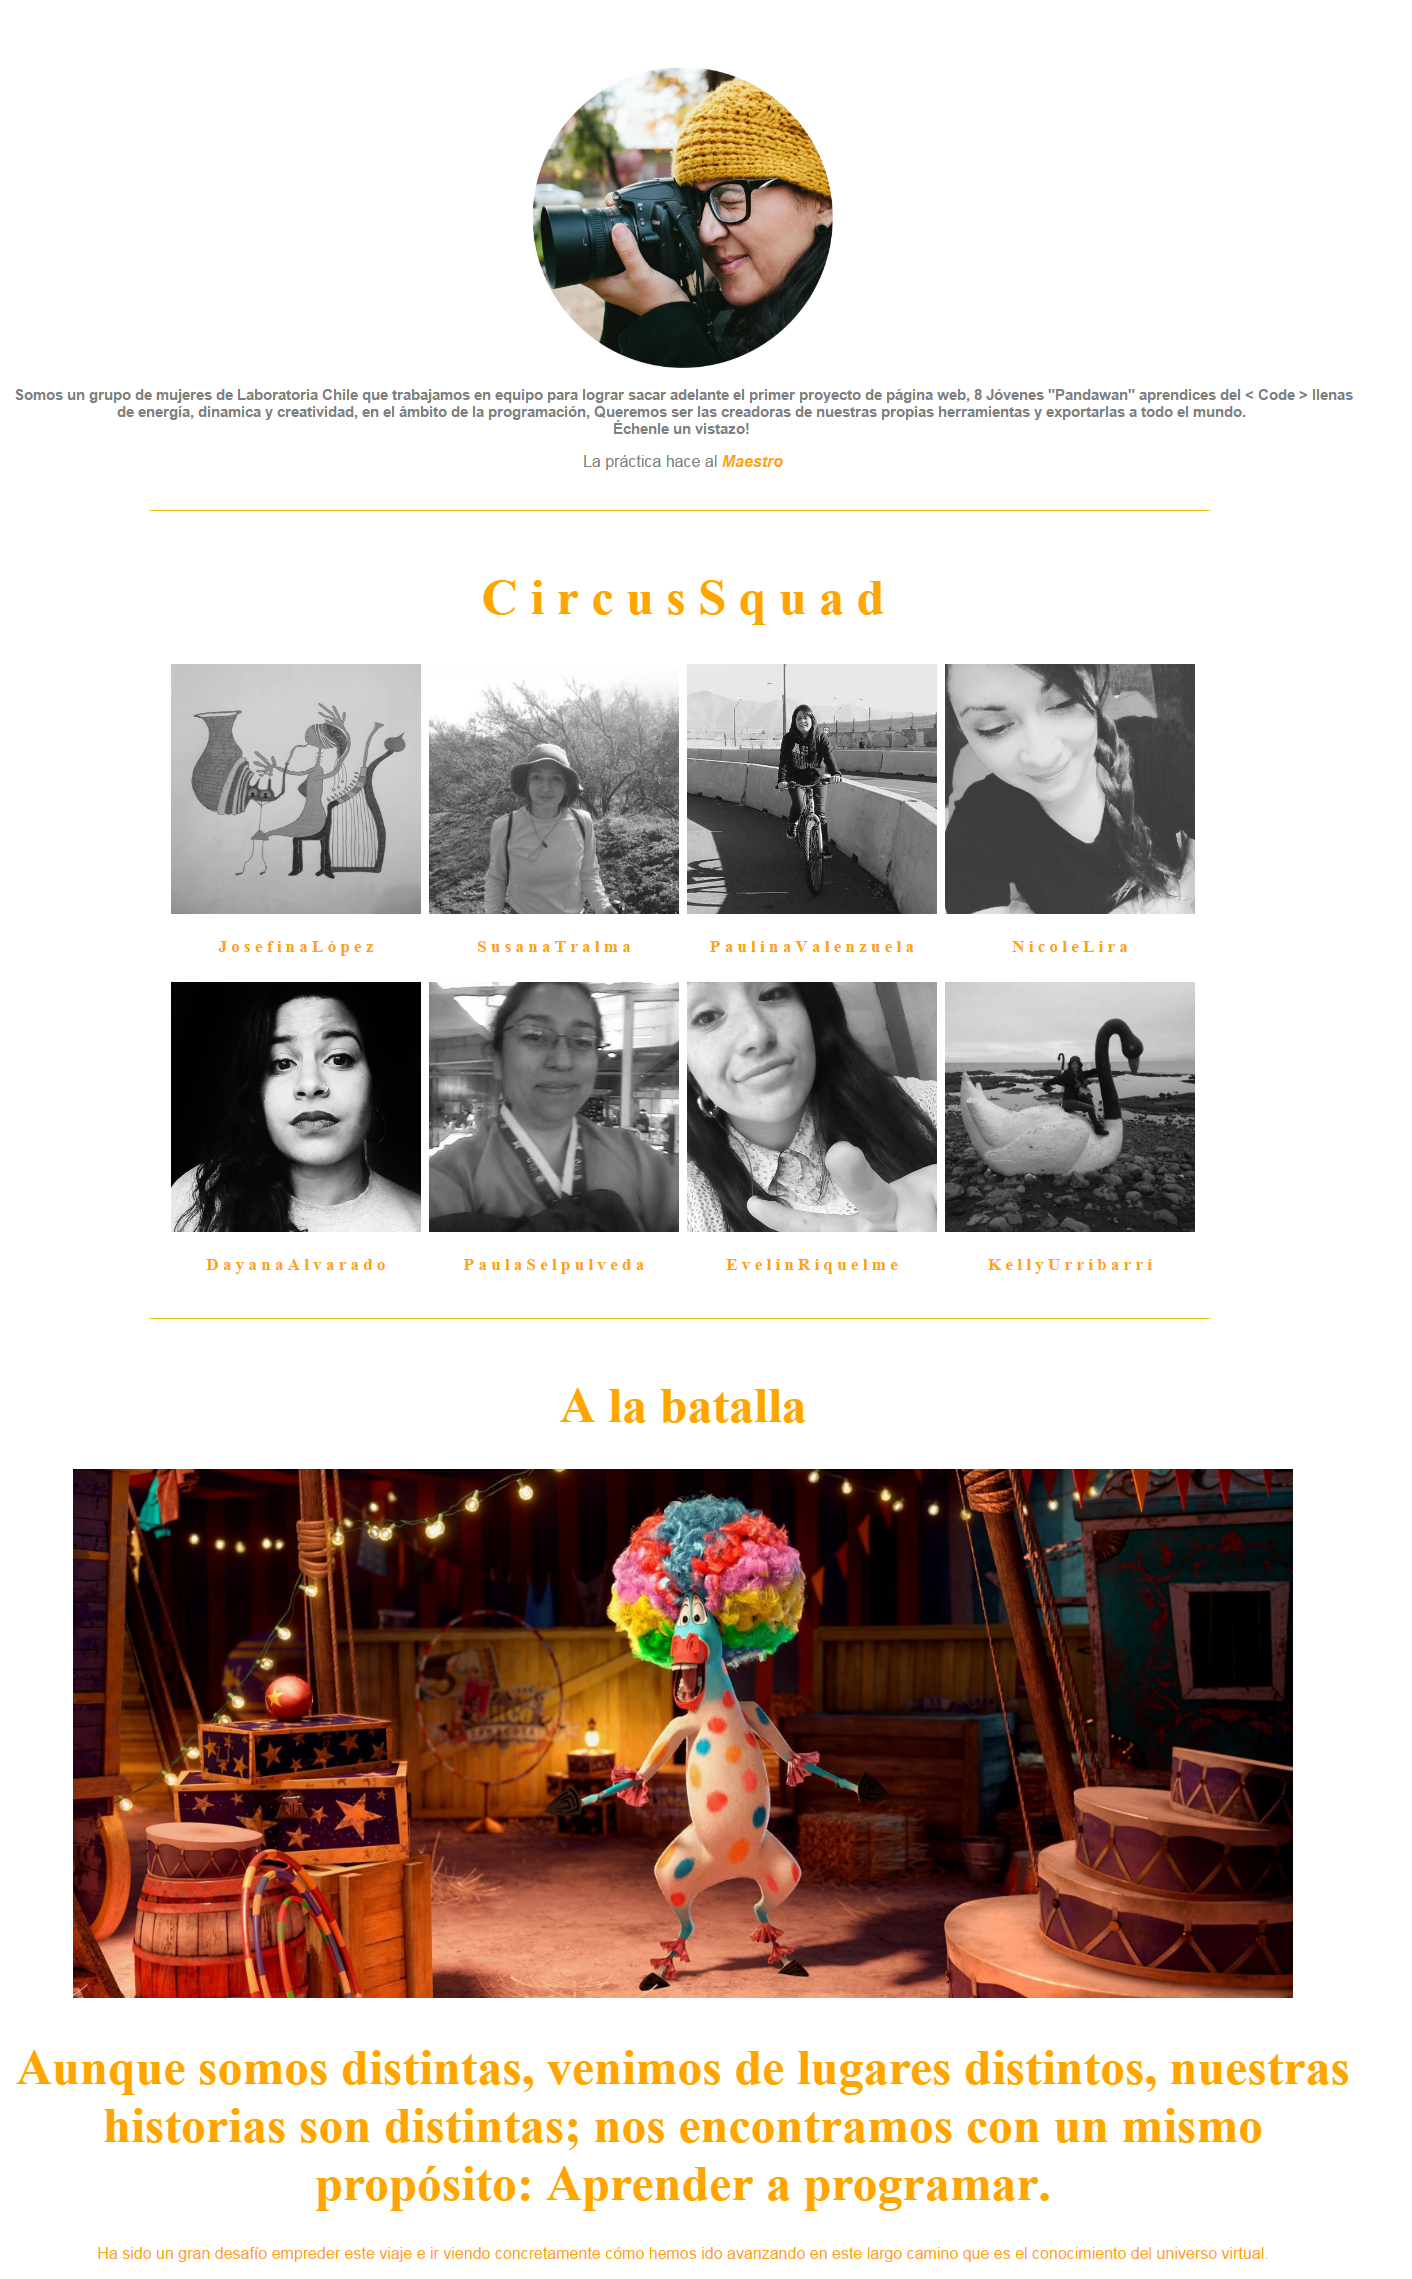 Somos un grupo de mujeres de Laboratoria Chile que trabajamos en equipo para lograr sacar adelante el primer proyecto de página web, 8 Jóvenes "Pandawan" aprendices del < Code > llenas
de energía, dinamica y creatividad, en el ámbito de la programación, Queremos ser las creadoras de nuestras propias herramientas y exportarlas a todo el mundo.
Échenle un vistazo!
La práctica hace al Maestro
CircusSquad
JosefinaLópez
SusanaTralma
PaulinaValenzuela
NicoleLira
DayanaAlvarado
PaulaSelpulveda
EvelinRiquelme
KellyUrribarri
A la batalla
Aunque somos distintas, venimos de lugares distintos, nuestras
historias son distintas; nos encontramos con un mismo
propósito: Aprender a programar.
Ha sido un gran desafío empreder este viaje e ir viendo concretamente cómo hemos ido avanzando en este largo camino que es el conocimiento del universo virtual.